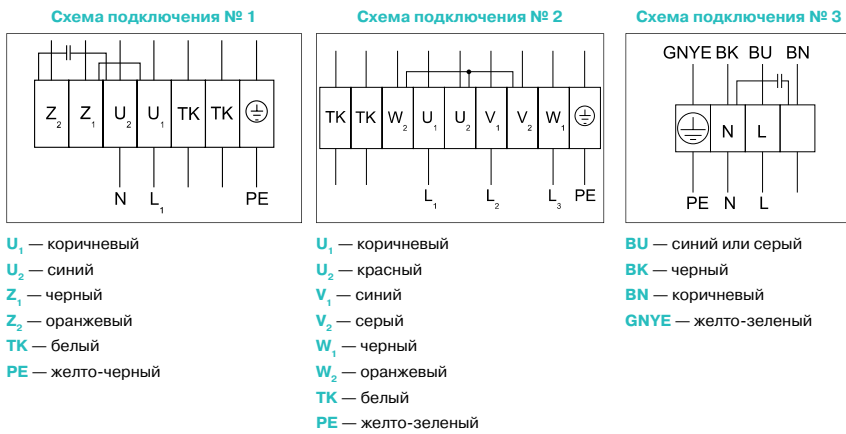 Схема подключения № 1
Z2 Z1 U2 U1 TK TK
N L1 PE
U1 — коричневый
U2 — синий
Z1 — черный
Z2 — оранжевый
TK — белый
PE — желто-черный
Схема подключения № 2
TK TK W2 U1 U2 V1 V2 W1
L1 L2 L3 PE
U1 — коричневый
U2 — красный
V1 — синий
V2 — серый
W1 — черный
W2 — оранжевый
TK — белый
PE — желто-зеленый
Схема подключения № 3
GNYE BK BU BN
N L
PE N L
BU — синий или серый
BK — черный
BN — коричневый
GNYE — желто-зеленый